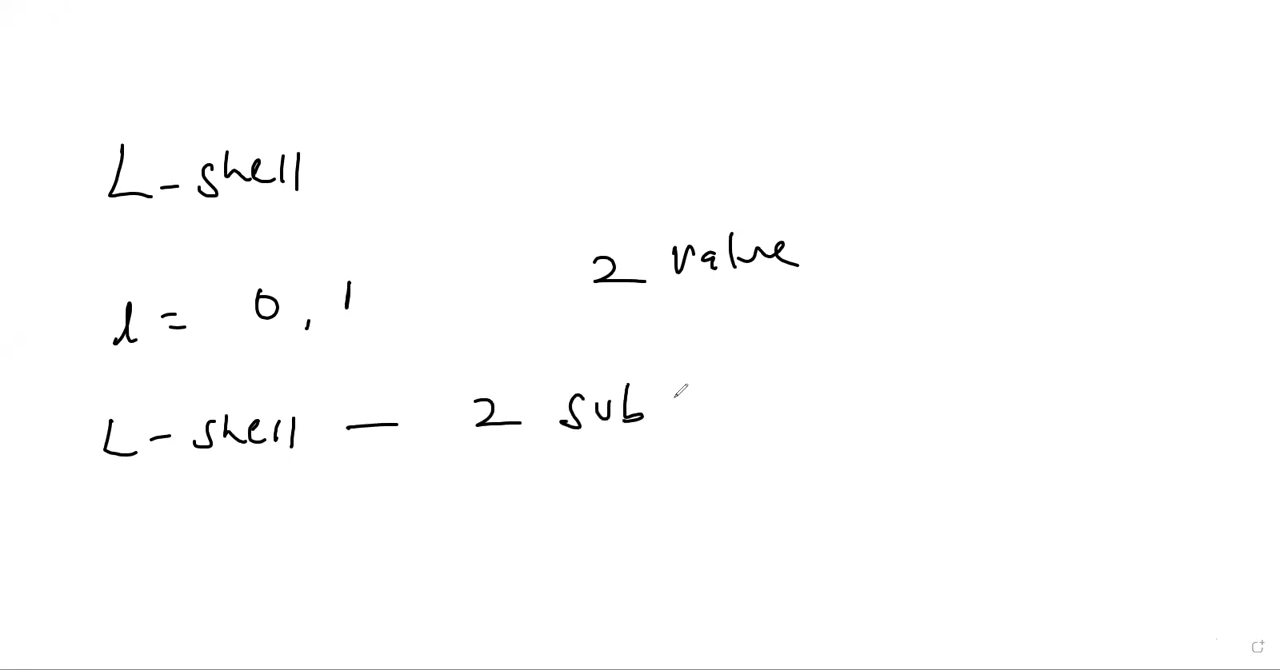 L-shell
2 value
l = 0, 1
L-shell — 2 sub